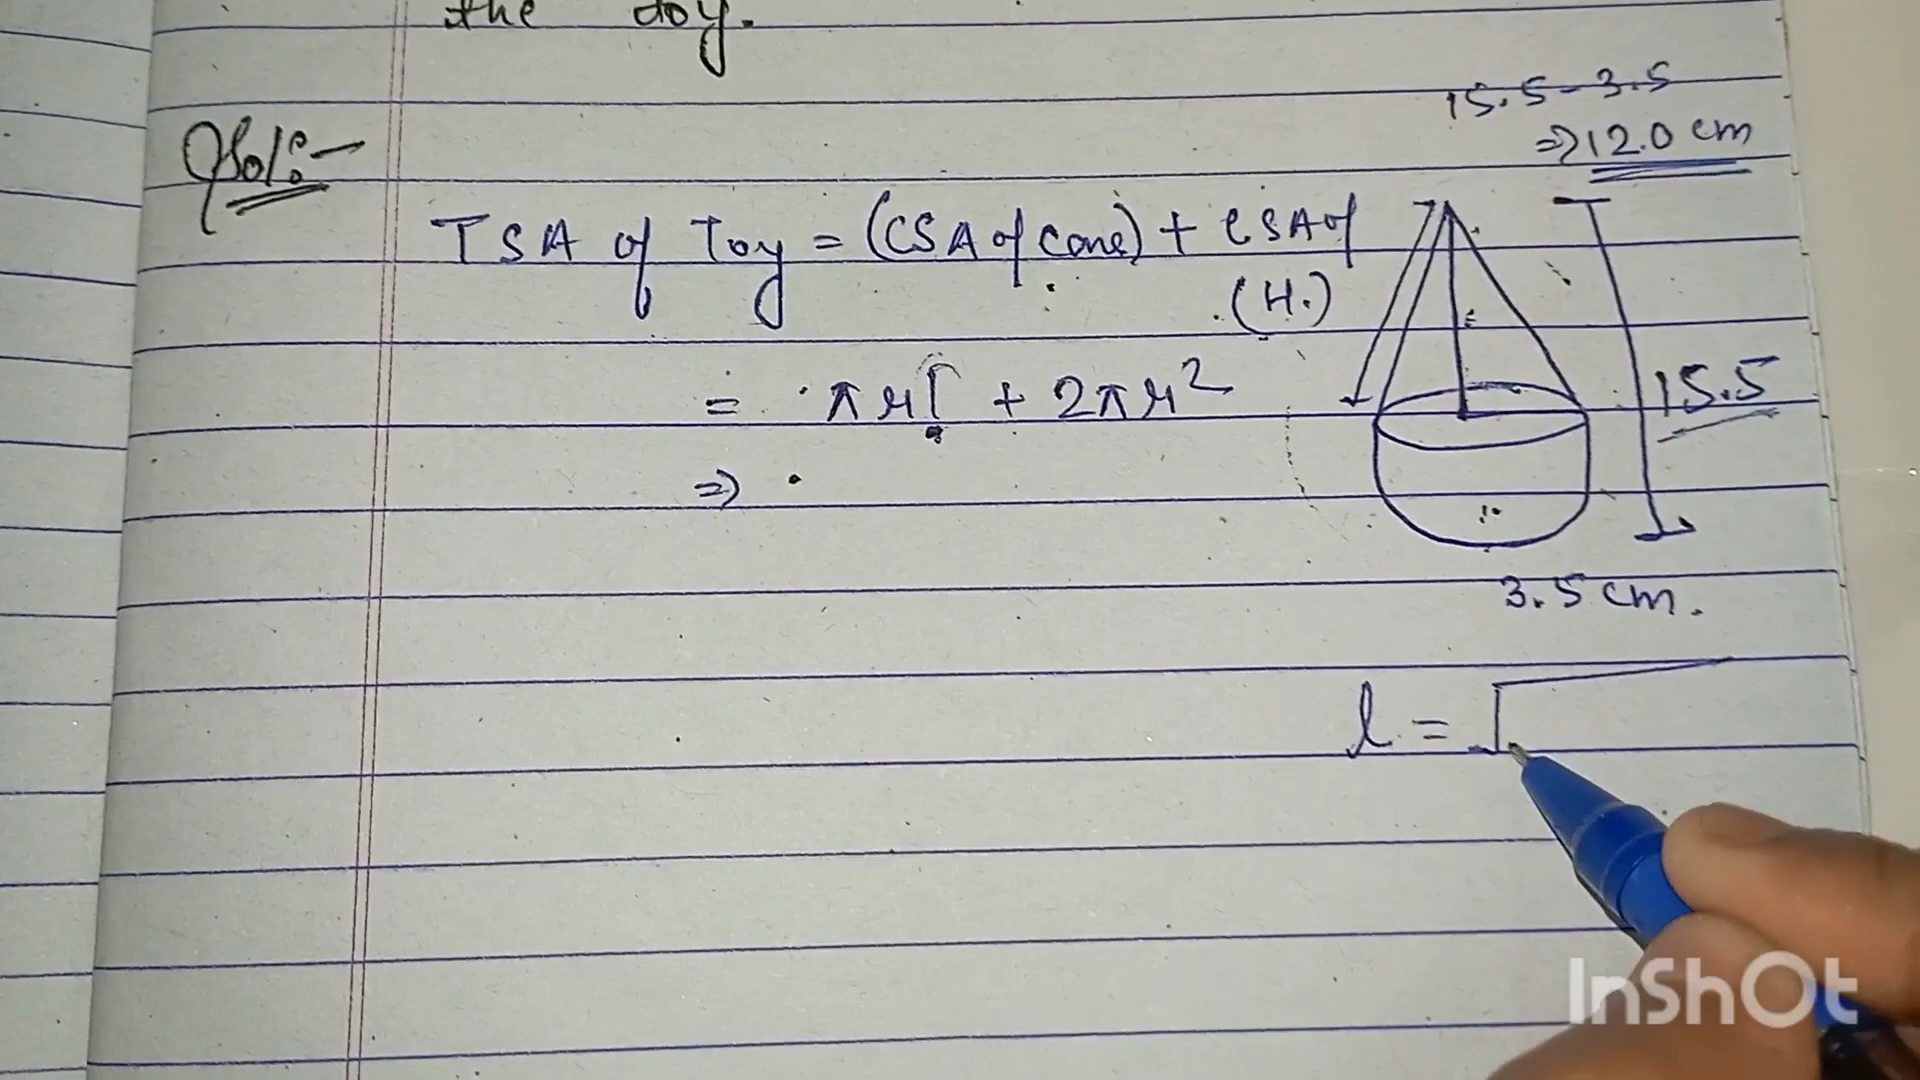 the toy.
15.5-3.5
⇒12.0 cm
Sol:-
TSA of Toy = (CSA of Cone) + CSA of
(H.)
= πrl + 2πr²
15.5
⇒
3.5 cm.
l = √
InShOt